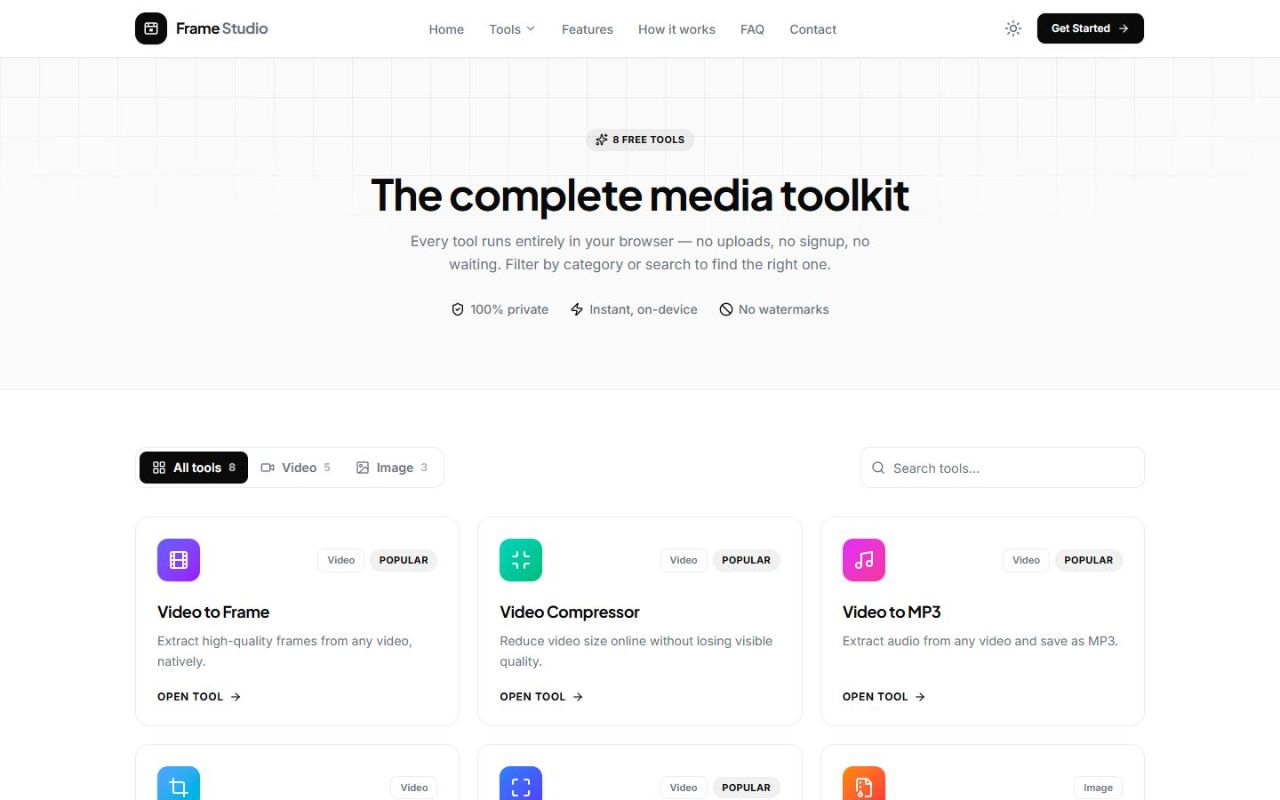 Frame Studio
Home Tools Features How it works FAQ Contact
Get Started
8 FREE TOOLS
The complete media toolkit
Every tool runs entirely in your browser — no uploads, no signup, no
waiting. Filter by category or search to find the right one.
100% private Instant, on-device No watermarks
All tools 8 Video 5 Image 3
Search tools...
Video POPULAR
Video to Frame
Extract high-quality frames from any video,
natively.
OPEN TOOL
Video POPULAR
Video Compressor
Reduce video size online without losing visible
quality.
OPEN TOOL
Video POPULAR
Video to MP3
Extract audio from any video and save as MP3.
OPEN TOOL
Video
Video POPULAR
Image